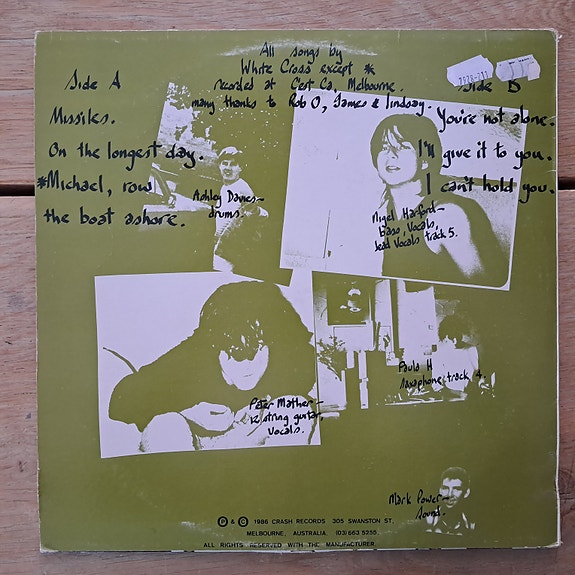 All songs by
White Cross except *
recorded at C'est Ca, Melbourne.
many thanks to Rob O, James & lindsay.
Side A
Missiles.
On the longest day.
*Michael, row
the boat ashore.
Side B
You're not alone.
I'll give it to you.
I can't hold you.
Ashley Davies—
drums.
Nigel Harford—
bass, vocals,
lead vocals track 5.
Paula H
saxophone track 4.
Peter Mather—
12 string guitar,
vocals.
Mark Power—
sound.
Ⓟ & © 1986 CRASH RECORDS 305 SWANSTON ST,
MELBOURNE, AUSTRALIA. (03) 663 5255.
ALL RIGHTS RESERVED WITH THE MANUFACTURER.